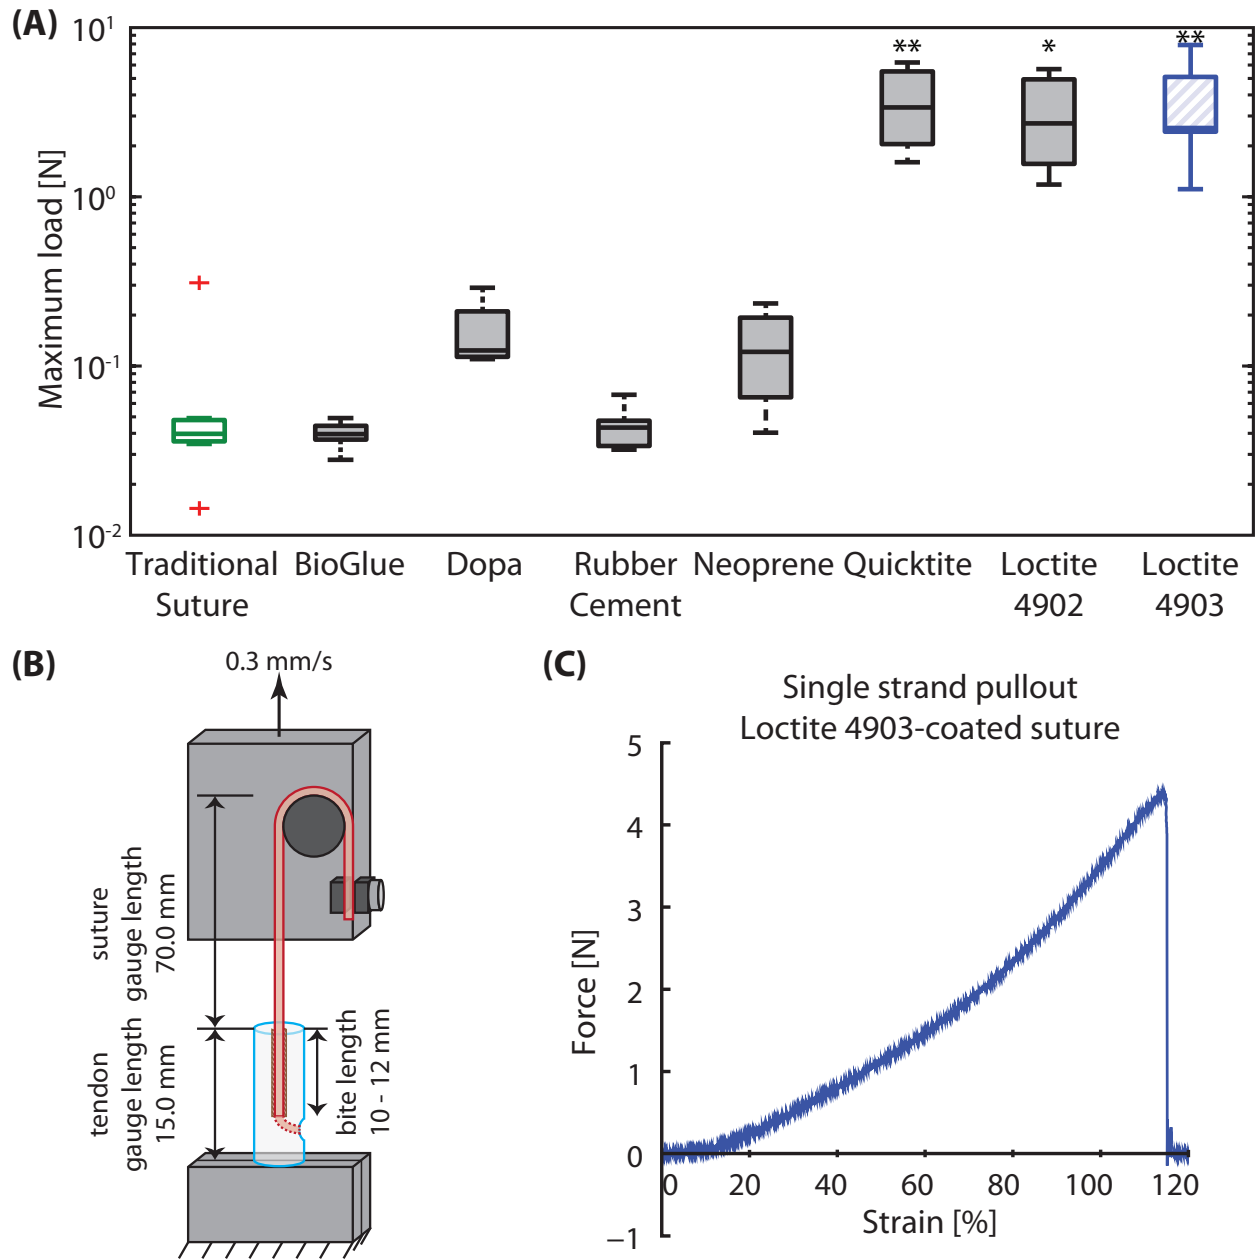 (A)
10¹
10⁰
10⁻¹
10⁻²
Maximum load [N]
**
*
**
Traditional Suture
BioGlue
Dopa
Rubber Cement
Neoprene
Quicktite
Loctite 4902
Loctite 4903
(B)
0.3 mm/s
suture
gauge length
70.0 mm
tendon
gauge length
15.0 mm
bite length
10 - 12 mm
(C)
Single strand pullout
Loctite 4903-coated suture
5
4
3
2
1
0
−1
Force [N]
0 20 40 60 80 100 120
Strain [%]